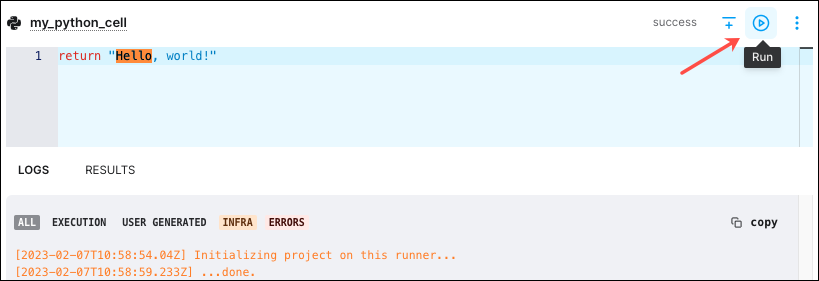 my_python_cell success
Run
1 return "Hello, world!"
LOGS RESULTS
ALL EXECUTION USER GENERATED INFRA ERRORS copy
[2023-02-07T10:58:54.04Z] Initializing project on this runner...
[2023-02-07T10:58:59.233Z] ...done.